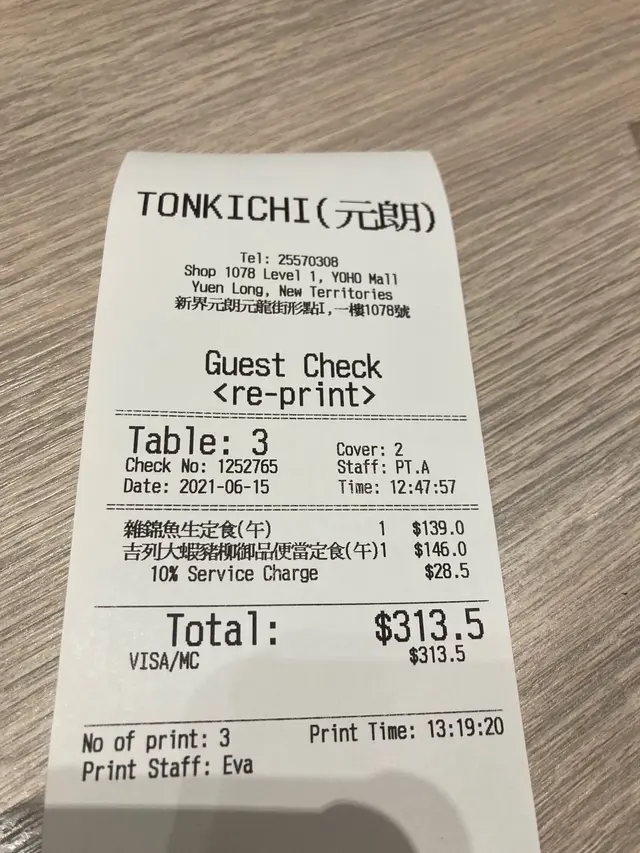 TONKICHI(元朗)
Tel: 25570308
Shop 1078 Level 1, YOHO Mall
Yuen Long, New Territories
新界元朗元龍街形點I,一樓1078號
Guest Check
<re-print>
Table: 3 Cover: 2
Check No: 1252765 Staff: PT.A
Date: 2021-06-15 Time: 12:47:57
雜錦魚生定食(午) 1 $139.0
吉列大蝦豬柳御品便當定食(午)1 $146.0
10% Service Charge $28.5
Total: $313.5
VISA/MC $313.5
No of print: 3 Print Time: 13:19:20
Print Staff: Eva